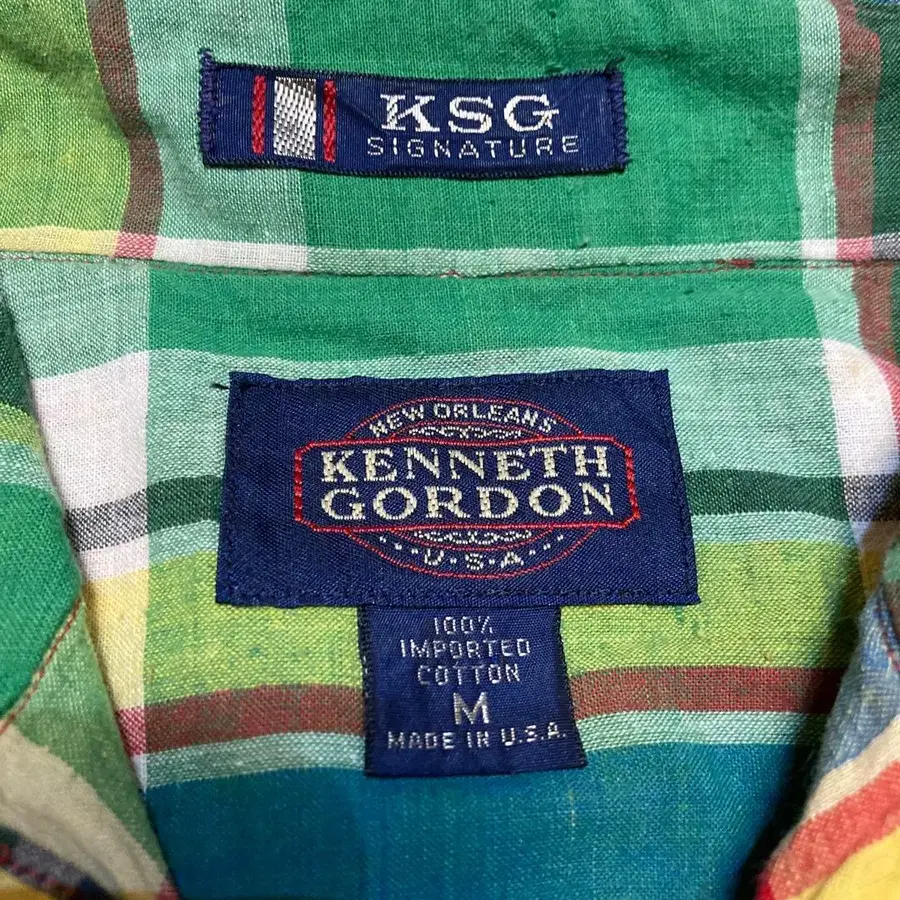 KSG
SIGNATURE
NEW ORLEANS
KENNETH
GORDON
···U·S·A···
100%
IMPORTED
COTTON
M
MADE IN U.S.A.